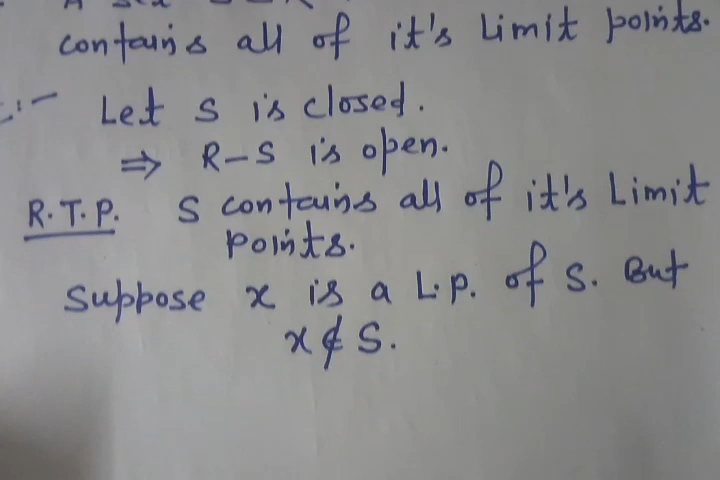 contains all of it's Limit points.
Let S is closed.
⇒ R-S is open.
R.T.P. S contains all of it's Limit
points.
Suppose x is a L.P. of S. But
x∉S.